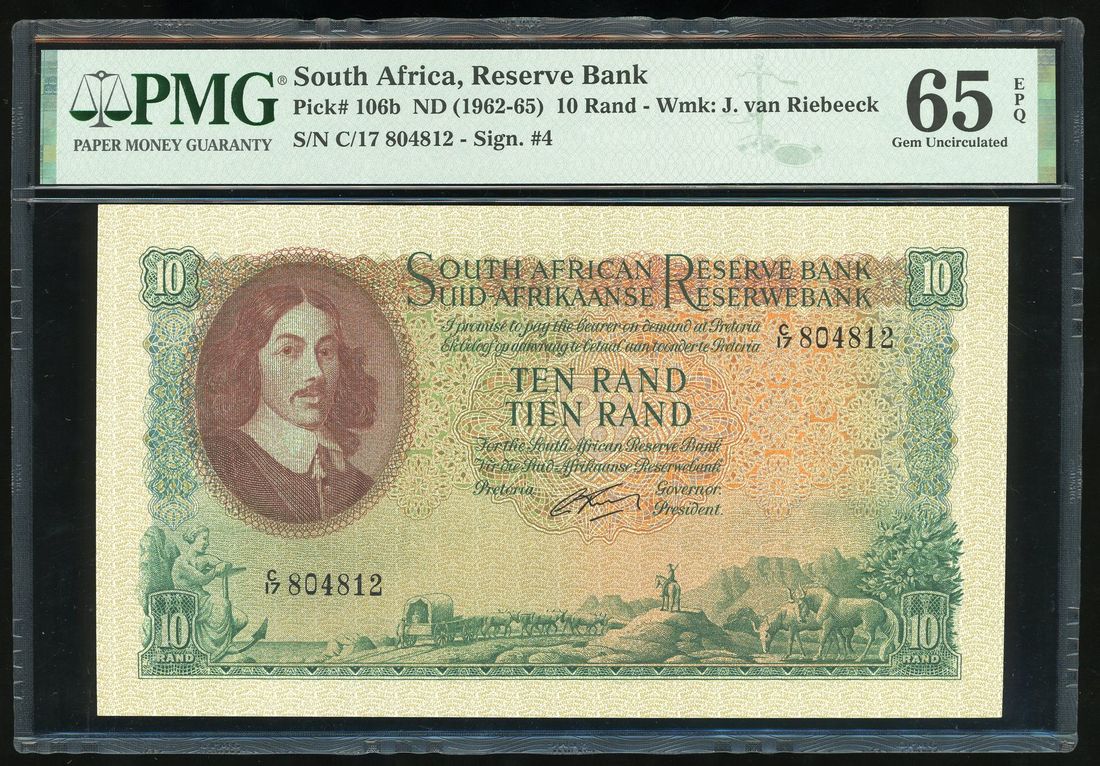 PMG®
PAPER MONEY GUARANTY
South Africa, Reserve Bank
Pick# 106b ND (1962-65) 10 Rand - Wmk: J. van Riebeeck
S/N C/17 804812 - Sign. #4
65 EPQ
Gem Uncirculated
10
10
SOUTH AFRICAN RESERVE BANK
SUID AFRIKAANSE RESERWEBANK
I promise to pay the bearer on demand at Pretoria
Ek beloof op aanvraag te betaal aan toonder te Pretoria
C/17 804812
TEN RAND
TIEN RAND
For the South African Reserve Bank
Vir die Suid-Afrikaanse Reserwebank
Pretoria. Governor.
President.
C/17 804812
10
RAND
10
RAND